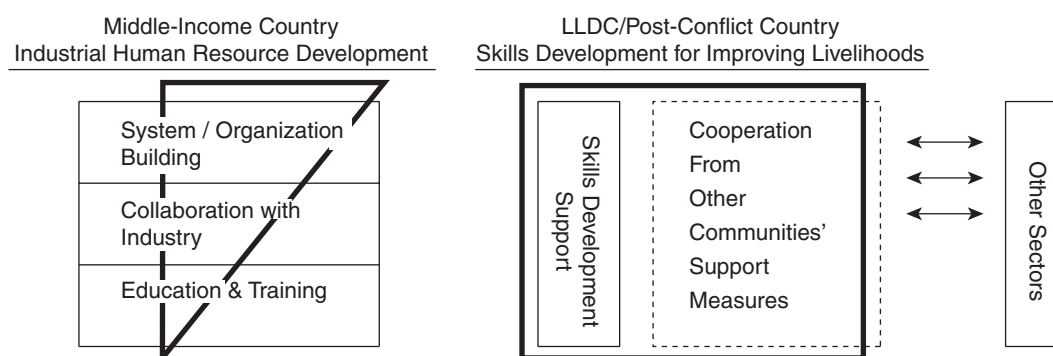 Middle-Income Country
Industrial Human Resource Development
System / Organization
Building
Collaboration with
Industry
Education & Training
LLDC/Post-Conflict Country
Skills Development for Improving Livelihoods
Skills Development
Support
Cooperation
From
Other
Communities’
Support
Measures
Other Sectors